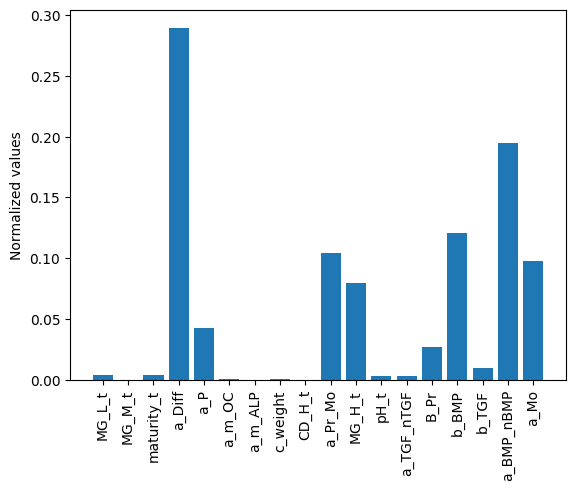 Normalized values
0.30
0.25
0.20
0.15
0.10
0.05
0.00
MG_L_t
MG_M_t
maturity_t
a_Diff
a_P
a_m_OC
a_m_ALP
c_weight
CD_H_t
a_Pr_Mo
MG_H_t
pH_t
a_TGF_nTGF
B_Pr
b_BMP
b_TGF
a_BMP_nBMP
a_Mo